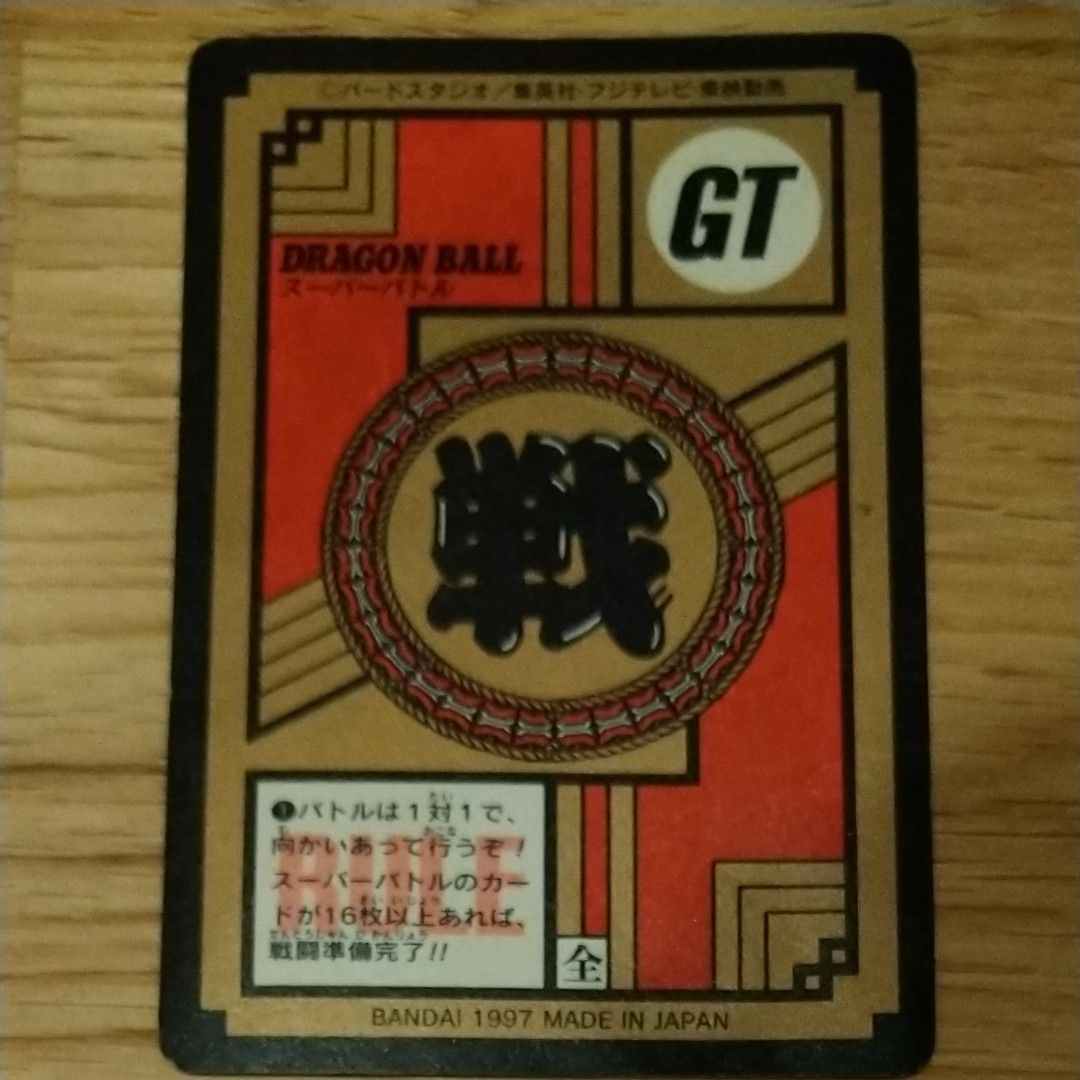 ©バードスタジオ／集英社・フジテレビ・東映動画
GT
DRAGON BALL
スーパーバトル
戦
RULE
❶バトルは1対1で、
向かいあって行うぞ！
スーパーバトルのカー
ドが16枚以上あれば、
戦闘準備完了!!
全
BANDAI 1997 MADE IN JAPAN